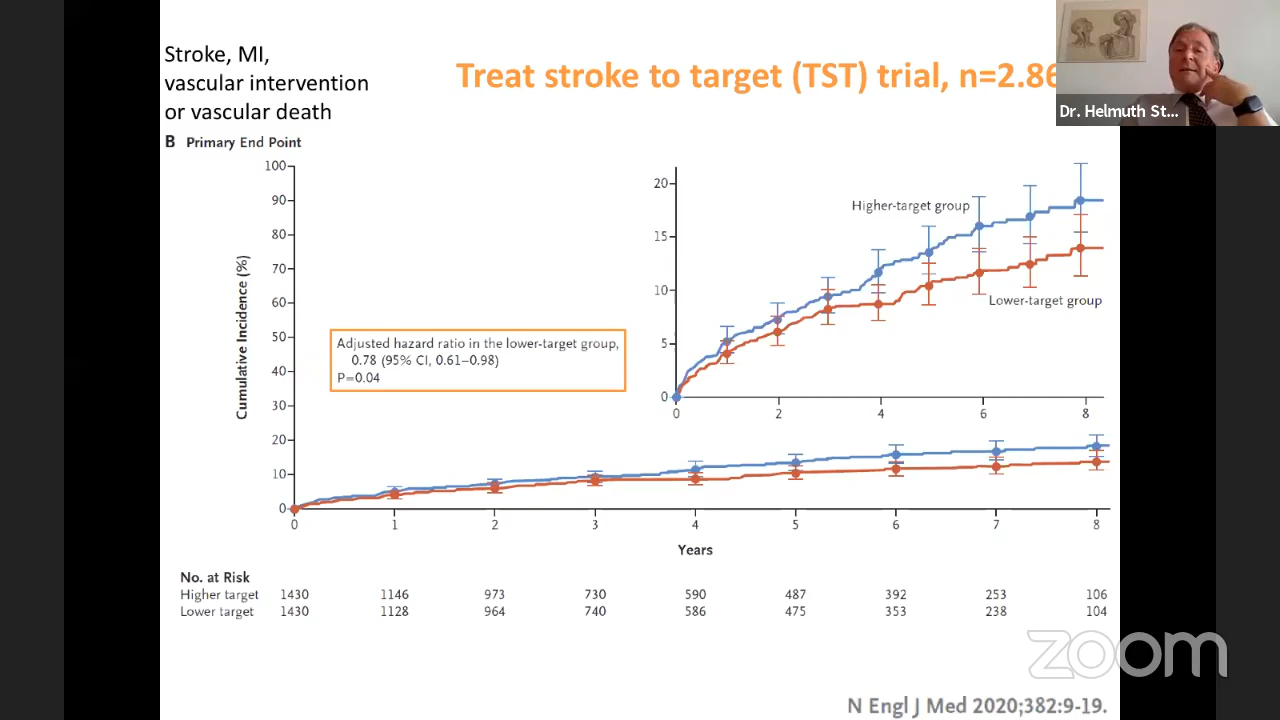 Stroke, MI,
vascular intervention
or vascular death
Treat stroke to target (TST) trial, n=2.86
Dr. Helmuth St...
B Primary End Point
Cumulative Incidence (%)
100
90
80
70
60
50
40
30
20
10
0
0 1 2 3 4 5 6 7 8
Years
Adjusted hazard ratio in the lower-target group,
0.78 (95% CI, 0.61–0.98)
P=0.04
20
15
10
5
0
0 2 4 6 8
Higher-target group
Lower-target group
No. at Risk
Higher target 1430 1146 973 730 590 487 392 253 106
Lower target 1430 1128 964 740 586 475 353 238 104
zoom
N Engl J Med 2020;382:9-19.